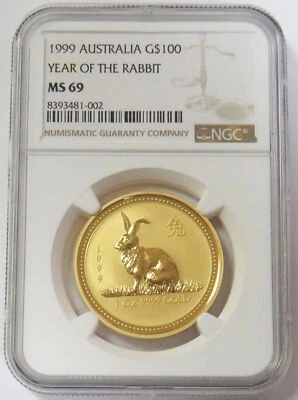 1999 AUSTRALIA G$100
YEAR OF THE RABBIT
MS 69
8393481-002
NUMISMATIC GUARANTY COMPANY
NGC
兔
1999
1 OZ 9999 GOLD